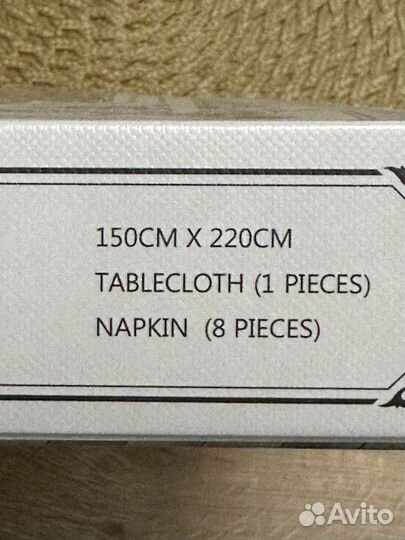 150CM X 220CM
TABLECLOTH (1 PIECES)
NAPKIN (8 PIECES)
Avito